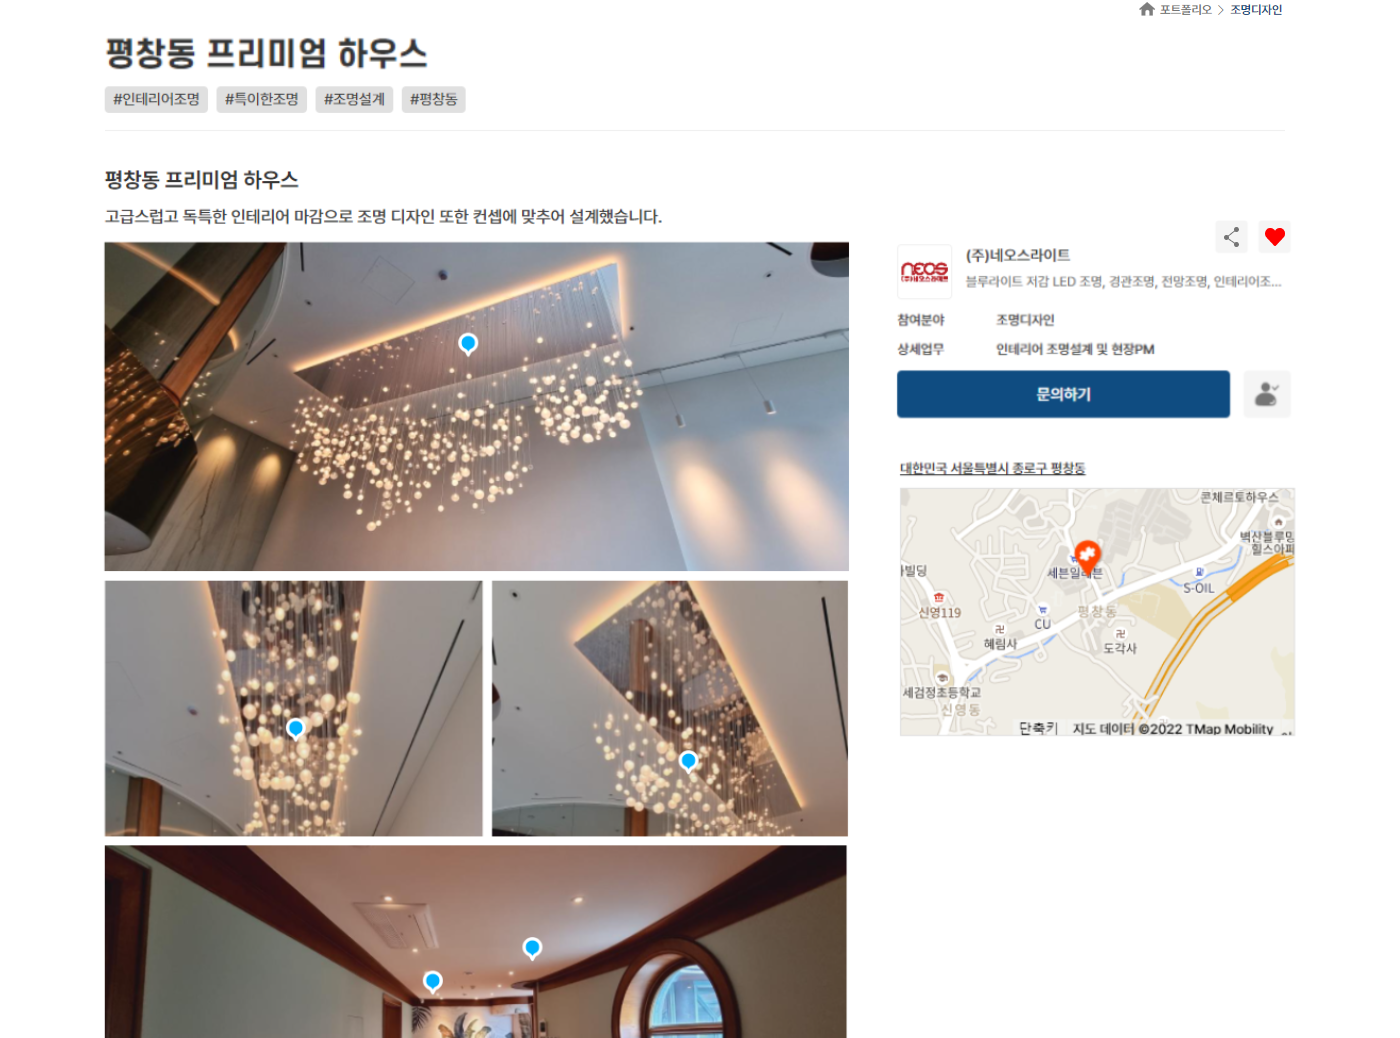 포트폴리오 > 조명디자인
평창동 프리미엄 하우스
#인테리어조명 #특이한조명 #조명설계 #평창동
평창동 프리미엄 하우스
고급스럽고 독특한 인테리어 마감으로 조명 디자인 또한 컨셉에 맞추어 설계했습니다.
NEOS
(주)네오스라이트
(주)네오스라이트
블루라이트 저감 LED 조명, 경관조명, 전망조명, 인테리어조...
참여분야 조명디자인
상세업무 인테리어 조명설계 및 현장PM
문의하기
대한민국 서울특별시 종로구 평창동
콘체르토하우스
벽산블루밍
힐스아파
빌딩
세븐일레븐
S-OIL
신영119
평창동
CU
혜림사
도각사
세검정초등학교
신영동
단축키 지도 데이터 ©2022 TMap Mobility